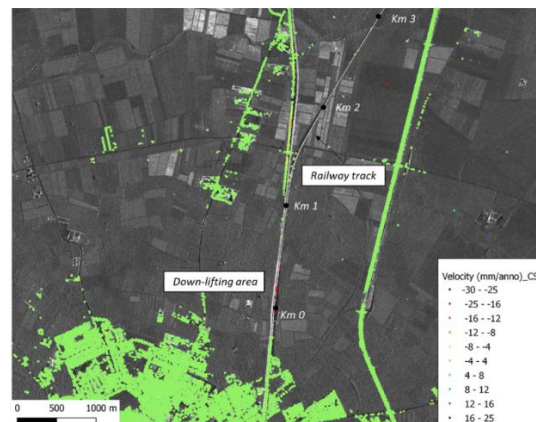 Km 3
Km 2
Railway track
Km 1
Down-lifting area
Km 0
Velocity (mm/anno)_CS
-30 - -25
-25 - -16
-16 - -12
-12 - -8
-8 - -4
-4 - 4
4 - 8
8 - 12
12 - 16
16 - 25
0 500 1000 m